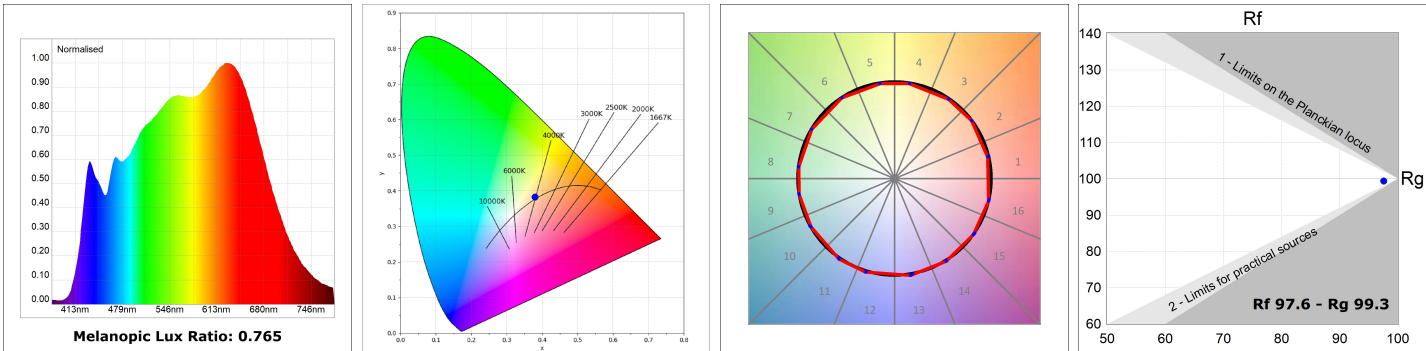 Normalised
1.00
0.90
0.80
0.70
0.60
0.50
0.40
0.30
0.20
0.10
0.00
413nm 479nm 546nm 613nm 680nm 746nm
Melanopic Lux Ratio: 0.765
0.9
0.8
0.7
0.6
0.5
0.4
0.3
0.2
0.1
0.0
y
0.0 0.1 0.2 0.3 0.4 0.5 0.6 0.7 0.8
x
10000K
6000K
4000K
3000K
2500K
2000K
1667K
1
2
3
4
5
6
7
8
9
10
11
12
13
14
15
16
Rf
140
130
120
110
100
90
80
70
60
50 60 70 80 90 100
Rg
1 - Limits on the Planckian locus
2 - Limits for practical sources
Rf 97.6 - Rg 99.3